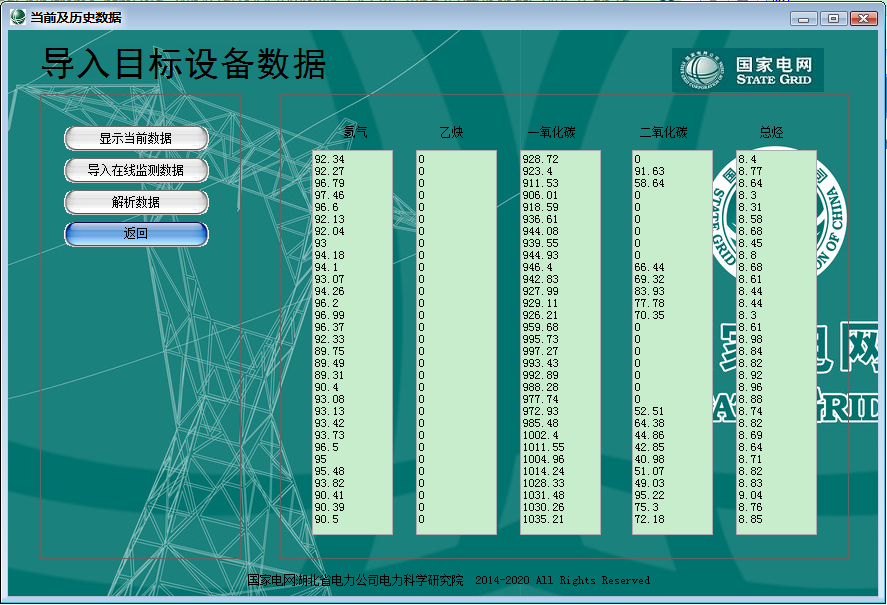 当前及历史数据
导入目标设备数据
国家电网
STATE GRID
显示当前数据
导入在线监测数据
解析数据
返回
氢气 乙炔 一氧化碳 二氧化碳 总烃
92.34 0 928.72 0 8.4
92.27 0 923.4 91.63 8.77
96.79 0 911.53 58.64 8.64
97.46 0 906.01 0 8.3
96.6 0 918.59 0 8.31
92.13 0 936.61 0 8.58
92.04 0 944.08 0 8.68
93 0 939.55 0 8.45
94.18 0 944.93 0 8.8
94.1 0 946.4 66.44 8.68
93.07 0 942.83 69.32 8.61
94.26 0 927.99 83.93 8.44
96.2 0 929.11 77.78 8.44
96.99 0 926.21 70.35 8.3
96.37 0 959.68 0 8.61
92.33 0 995.73 0 8.98
89.75 0 997.27 0 8.84
89.49 0 993.43 0 8.82
89.31 0 992.89 0 8.92
90.4 0 988.28 0 8.96
93.08 0 977.74 0 8.88
93.13 0 972.93 52.51 8.74
93.42 0 985.48 64.38 8.82
93.73 0 1002.4 44.86 8.69
96.5 0 1011.55 42.85 8.64
95 0 1004.96 40.98 8.71
95.48 0 1014.24 51.07 8.82
93.82 0 1028.33 49.03 8.83
90.41 0 1031.48 95.22 9.04
90.39 0 1030.26 75.3 8.76
90.5 0 1035.21 72.18 8.85
国家电网湖北省电力公司电力科学研究院 2014-2020 All Rights Reserved